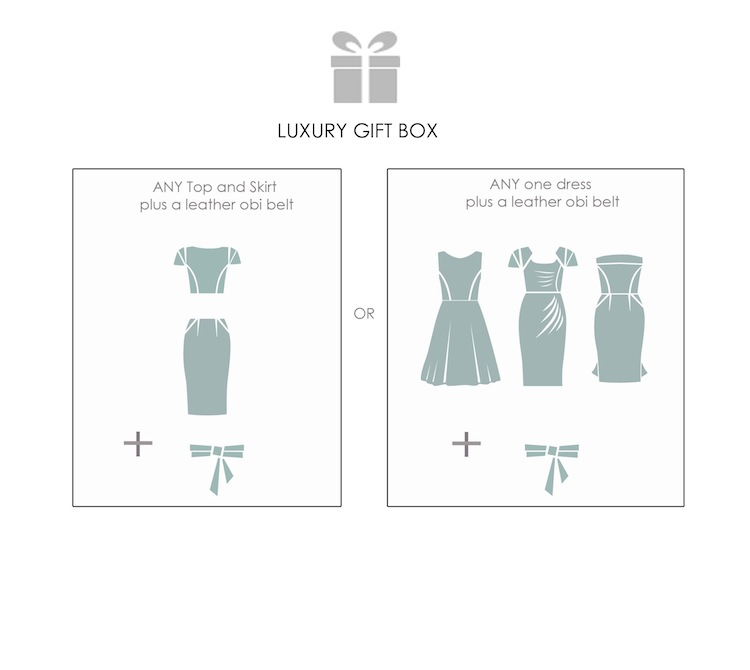 LUXURY GIFT BOX
ANY Top and Skirt
plus a leather obi belt
OR
ANY one dress
plus a leather obi belt